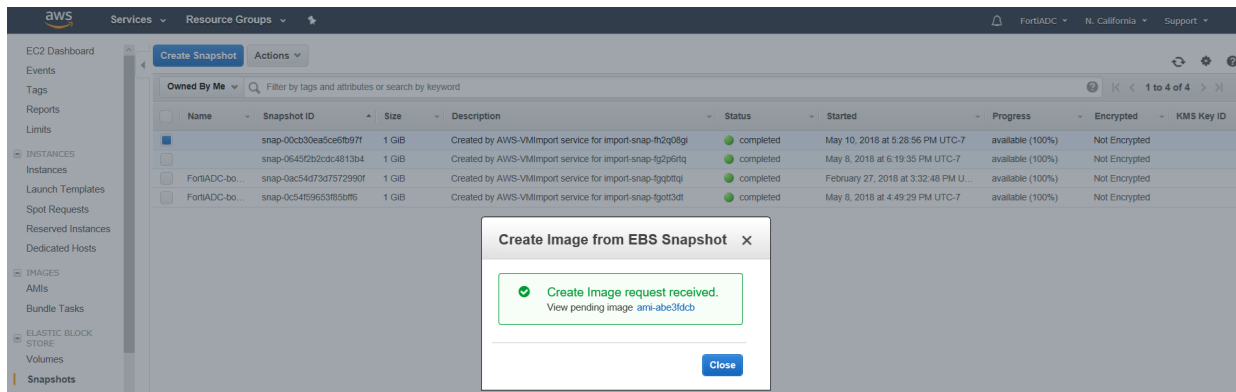 aws Services Resource Groups FortiADC N. California Support
EC2 Dashboard
Events
Tags
Reports
Limits
INSTANCES
Instances
Launch Templates
Spot Requests
Reserved Instances
Dedicated Hosts
IMAGES
AMIs
Bundle Tasks
ELASTIC BLOCK
STORE
Volumes
Snapshots
Create Snapshot Actions
Owned By Me Filter by tags and attributes or search by keyword 1 to 4 of 4
Name Snapshot ID Size Description Status Started Progress Encrypted KMS Key ID
snap-00cb30ea5ce6fb97f 1 GiB Created by AWS-VMImport service for import-snap-fh2q08gi completed May 10, 2018 at 5:28:56 PM UTC-7 available (100%) Not Encrypted
snap-0645f2b2cdc4813b4 1 GiB Created by AWS-VMImport service for import-snap-fg2p6rtq completed May 8, 2018 at 6:19:35 PM UTC-7 available (100%) Not Encrypted
FortiADC-bo... snap-0ac54d73d7572990f 1 GiB Created by AWS-VMImport service for import-snap-fgqbttqi completed February 27, 2018 at 3:32:48 PM U... available (100%) Not Encrypted
FortiADC-bo... snap-0c54f59653f85bff6 1 GiB Created by AWS-VMImport service for import-snap-fgott3dt completed May 8, 2018 at 4:49:29 PM UTC-7 available (100%) Not Encrypted
Create Image from EBS Snapshot
Create Image request received.
View pending image ami-abe3fdcb
Close